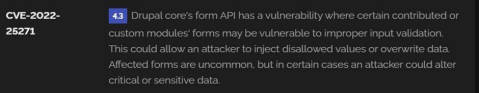 CVE-2022-25271
4.3 Drupal core's form API has a vulnerability where certain contributed or
custom modules' forms may be vulnerable to improper input validation.
This could allow an attacker to inject disallowed values or overwrite data.
Affected forms are uncommon, but in certain cases an attacker could alter
critical or sensitive data.